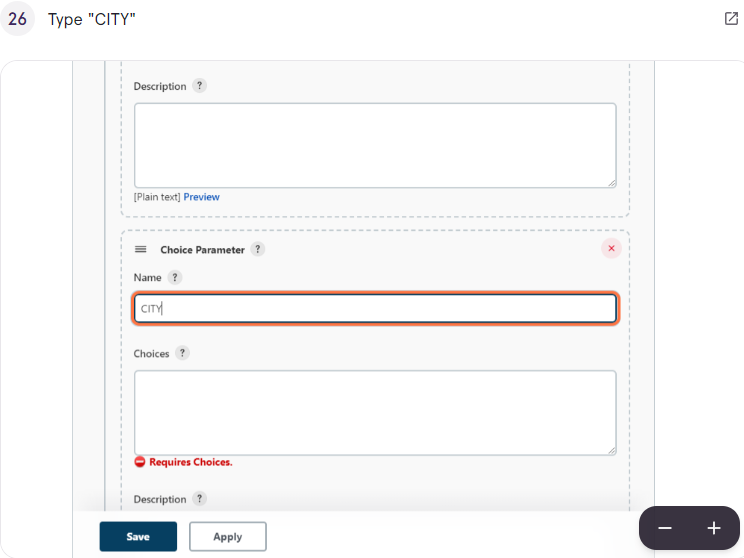 26 Type "CITY"
Description ?
[Plain text] Preview
Choice Parameter ?
Name ?
CITY
Choices ?
Requires Choices.
Description ?
Save Apply